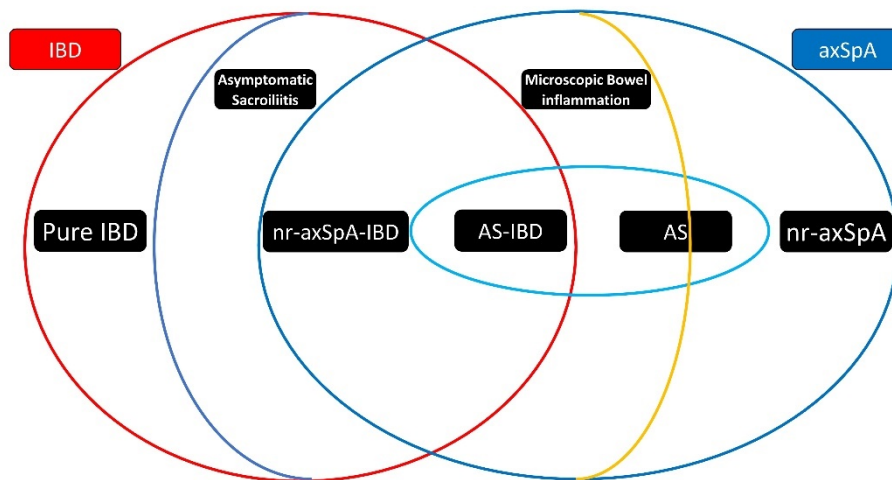 IBD
axSpA
Asymptomatic
Sacroiliitis
Microscopic Bowel
inflammation
Pure IBD
nr-axSpA-IBD
AS-IBD
AS
nr-axSpA